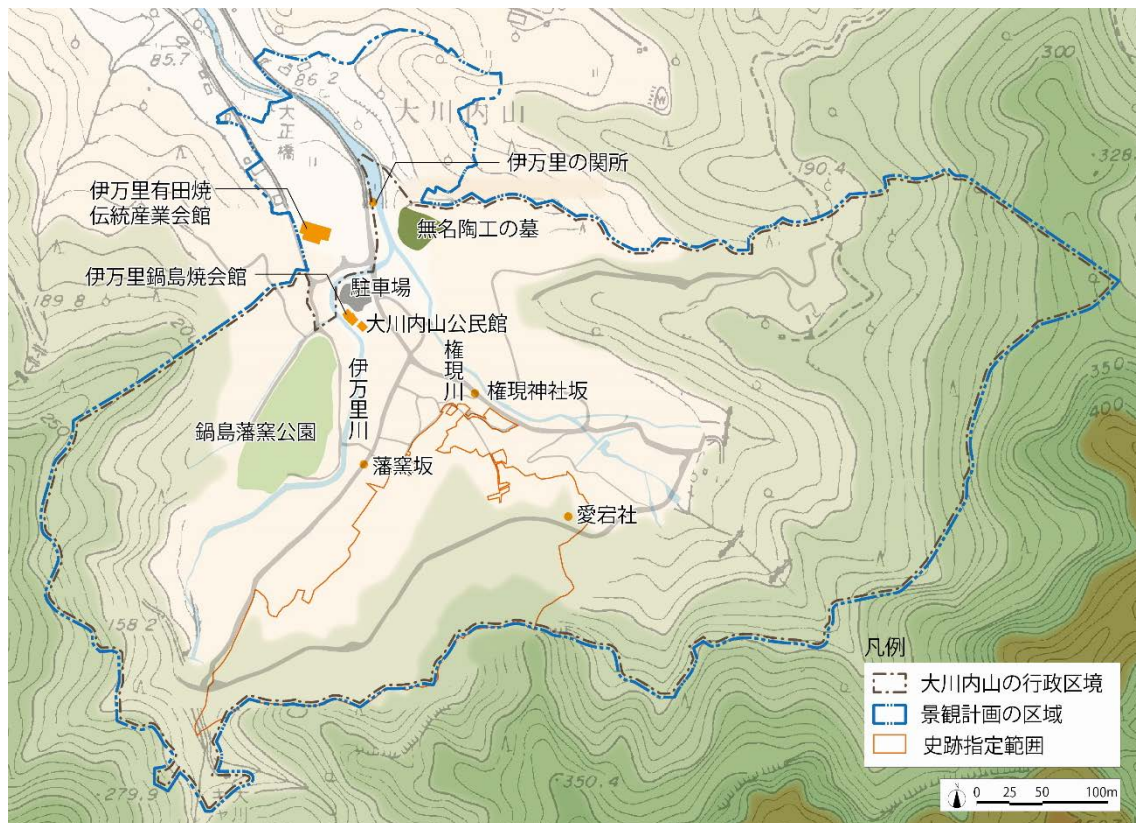 85.7
86.2
300
大川内山
大正橋
328
伊万里の関所
190.4
伊万里有田焼
伝統産業会館
無名陶工の墓
伊万里鍋島焼会館
駐車場
189.8
200
大川内山公民館
350
権現川
伊万里川
権現神社坂
400
250
鍋島藩窯公園
藩窯坂
愛宕社
158.2
凡例
大川内山の行政区境
景観計画の区域
史跡指定範囲
350.4
279.9
0 25 50 100m